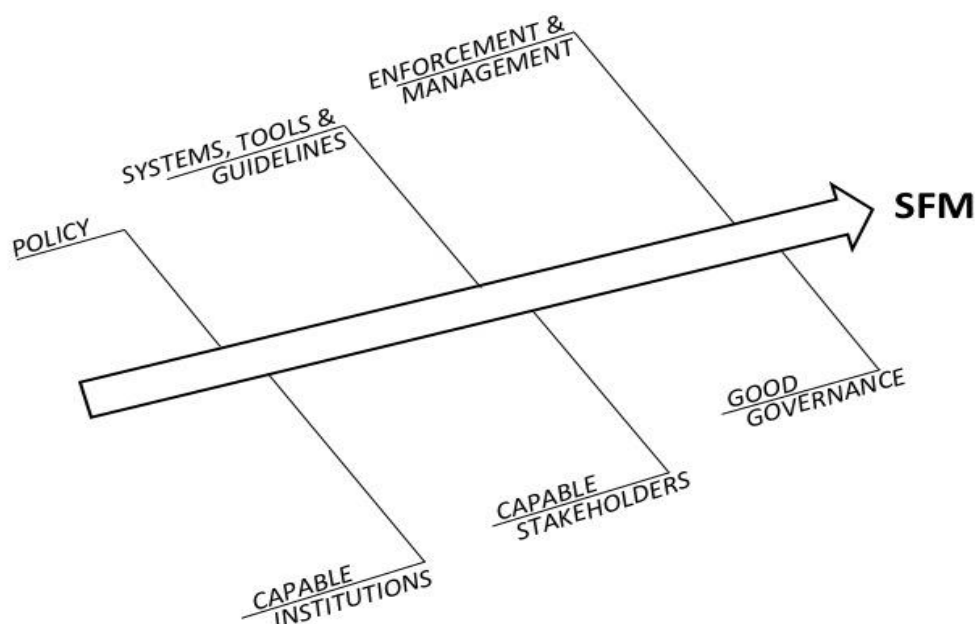 ENFORCEMENT &
MANAGEMENT
SYSTEMS, TOOLS &
GUIDELINES
POLICY
SFM
GOOD
GOVERNANCE
CAPABLE
STAKEHOLDERS
CAPABLE
INSTITUTIONS